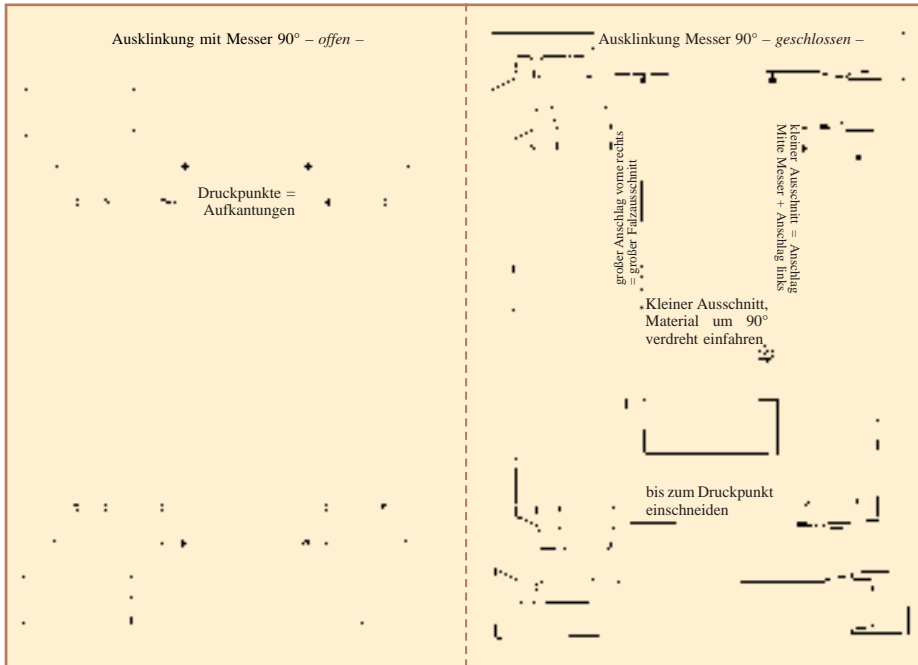 Ausklinkung mit Messer 90° – offen –
Druckpunkte =
Aufkantungen
Ausklinkung Messer 90° – geschlossen –
großer Anschlag vorne rechts
= großer Falzausschnitt
kleiner Ausschnitt = Anschlag
Mitte Messer + Anschlag links
Kleiner Ausschnitt,
Material um 90°
verdreht einfahren
bis zum Druckpunkt
einschneiden